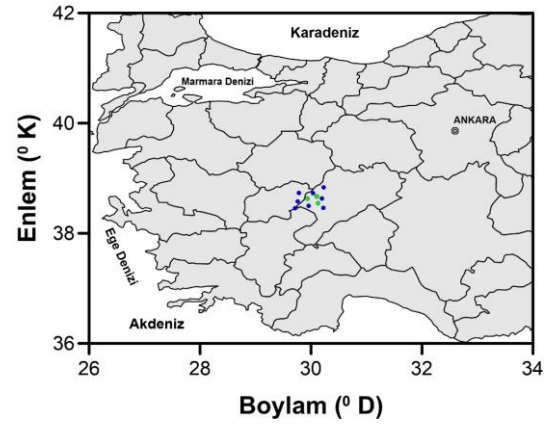 42
40
38
36
Enlem (⁰ K)
Karadeniz
Marmara Denizi
ANKARA
Ege Denizi
Akdeniz
26
28
30
32
34
Boylam (⁰ D)